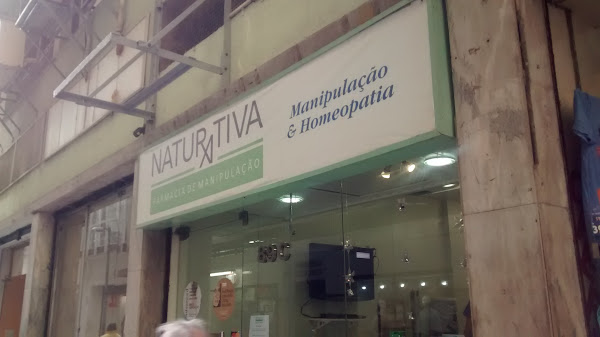 NATURATIVA
FARMÁCIA DE MANIPULAÇÃO
Manipulação
& Homeopatia